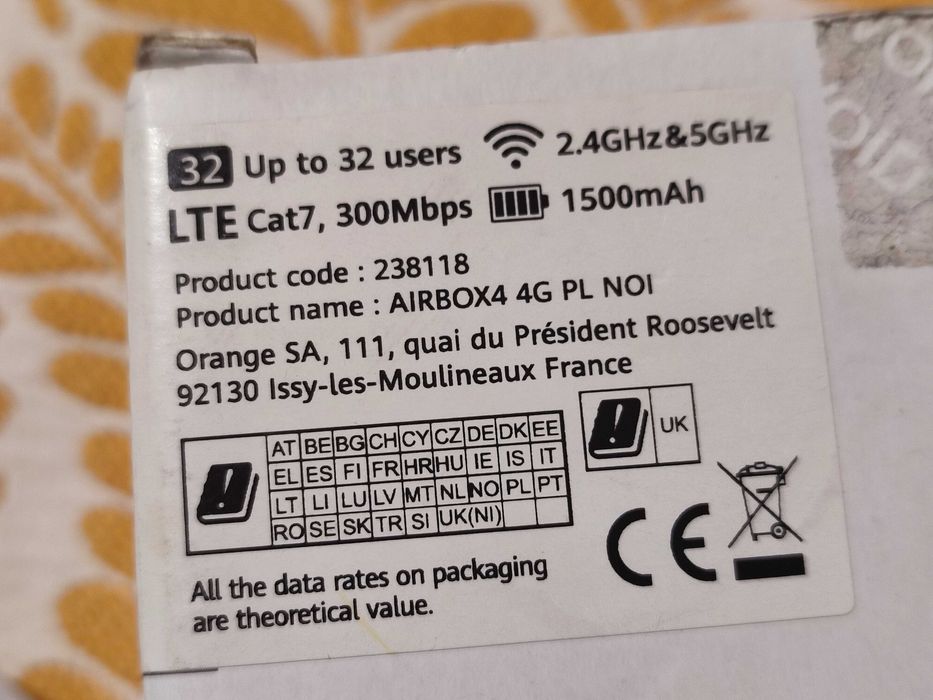 32 Up to 32 users 2.4GHz&5GHz
LTE Cat7, 300Mbps 1500mAh
Product code : 238118
Product name : AIRBOX4 4G PL NOI
Orange SA, 111, quai du Président Roosevelt
92130 Issy-les-Moulineaux France
AT BE BG CH CY CZ DE DK EE
EL ES FI FR HR HU IE IS IT
LT LI LU LV MT NL NO PL PT
RO SE SK TR SI UK(NI)
UK
CE
All the data rates on packaging
are theoretical value.